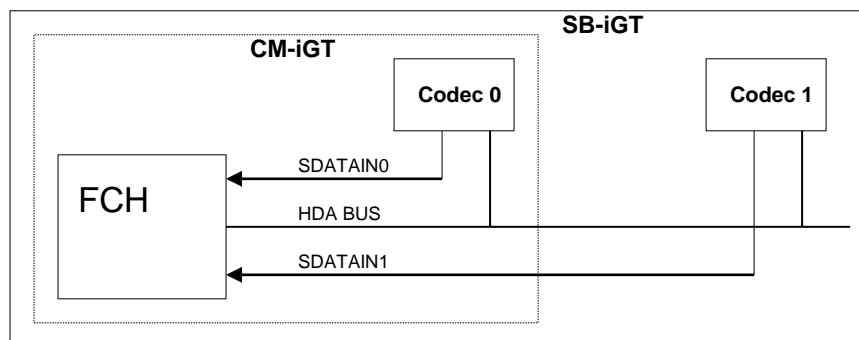 SB-iGT
CM-iGT
Codec 0
Codec 1
SDATAIN0
FCH
HDA BUS
SDATAIN1